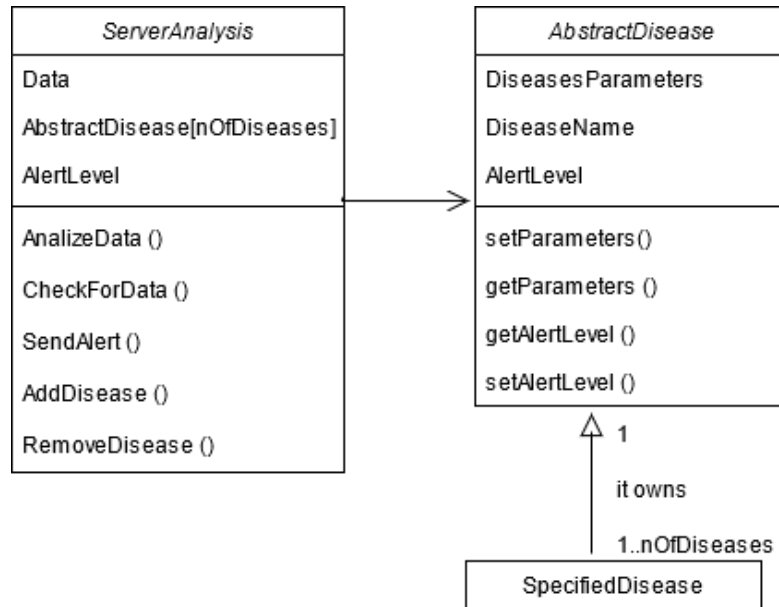 ServerAnalysis
Data
AbstractDisease[nOfDiseases]
AlertLevel
AnalizeData ()
CheckForData ()
SendAlert ()
AddDisease ()
RemoveDisease ()
AbstractDisease
DiseasesParameters
DiseaseName
AlertLevel
setParameters()
getParameters ()
getAlertLevel ()
setAlertLevel ()
1
it owns
1..nOfDiseases
SpecifiedDisease